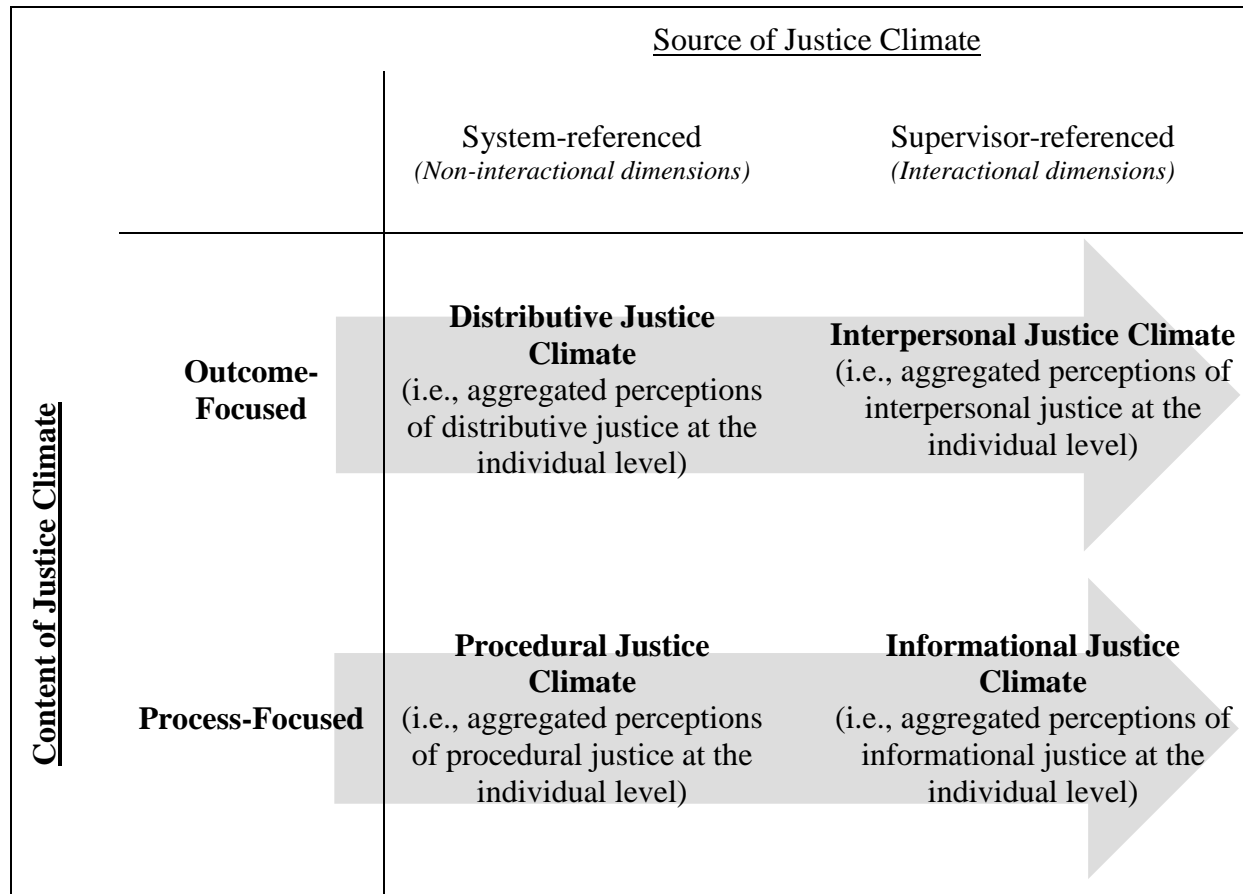 Source of Justice Climate
System-referenced
(Non-interactional dimensions)
Supervisor-referenced
(Interactional dimensions)
Content of Justice Climate
Outcome-
Focused
Distributive Justice
Climate
(i.e., aggregated perceptions
of distributive justice at the
individual level)
Interpersonal Justice Climate
(i.e., aggregated perceptions of
interpersonal justice at the
individual level)
Process-Focused
Procedural Justice
Climate
(i.e., aggregated perceptions
of procedural justice at the
individual level)
Informational Justice
Climate
(i.e., aggregated perceptions of
informational justice at the
individual level)